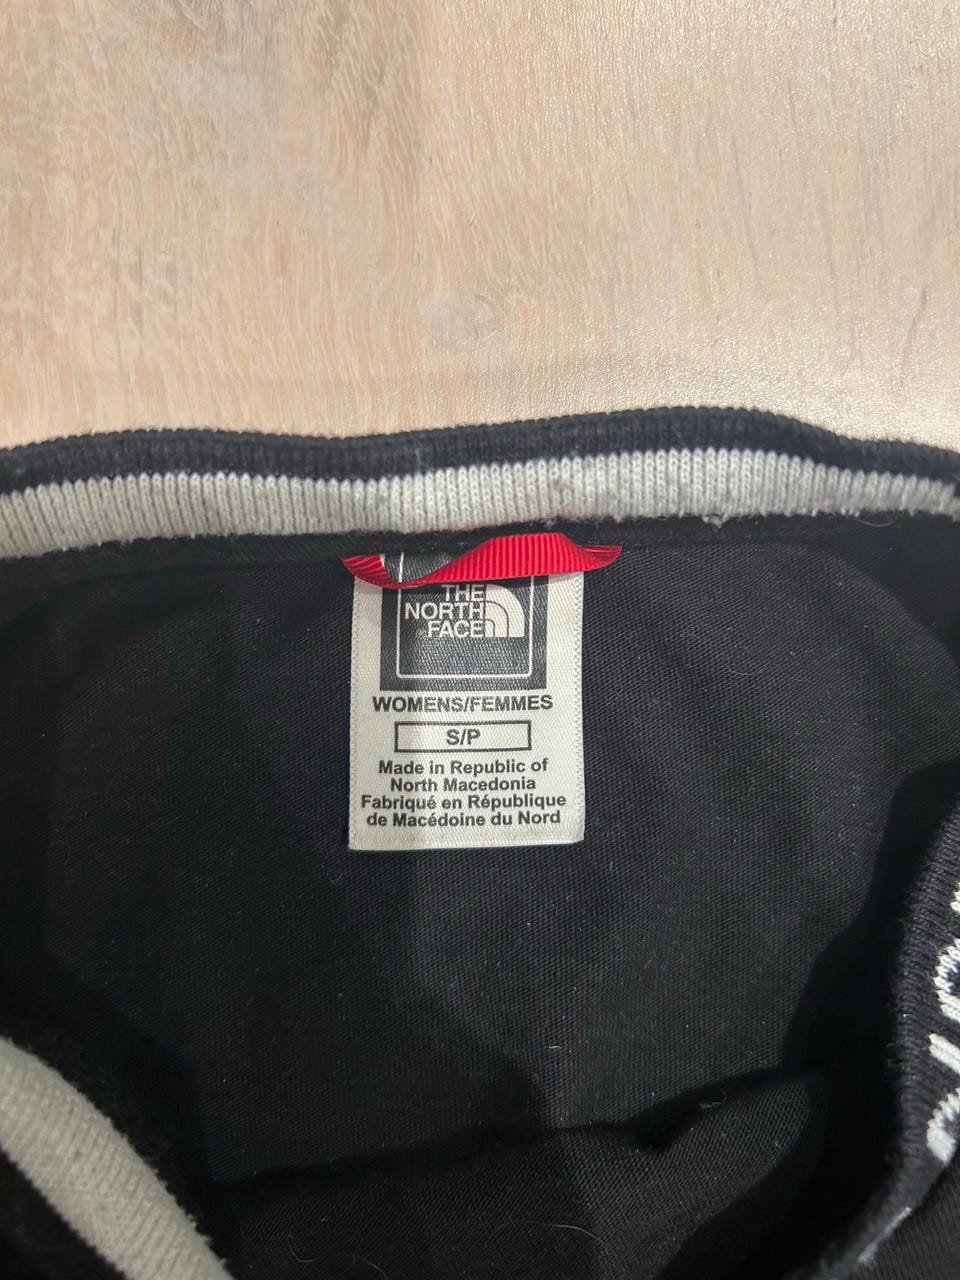 THE
NORTH
FACE
WOMENS/FEMMES
S/P
Made in Republic of
North Macedonia
Fabriqué en République
de Macédoine du Nord